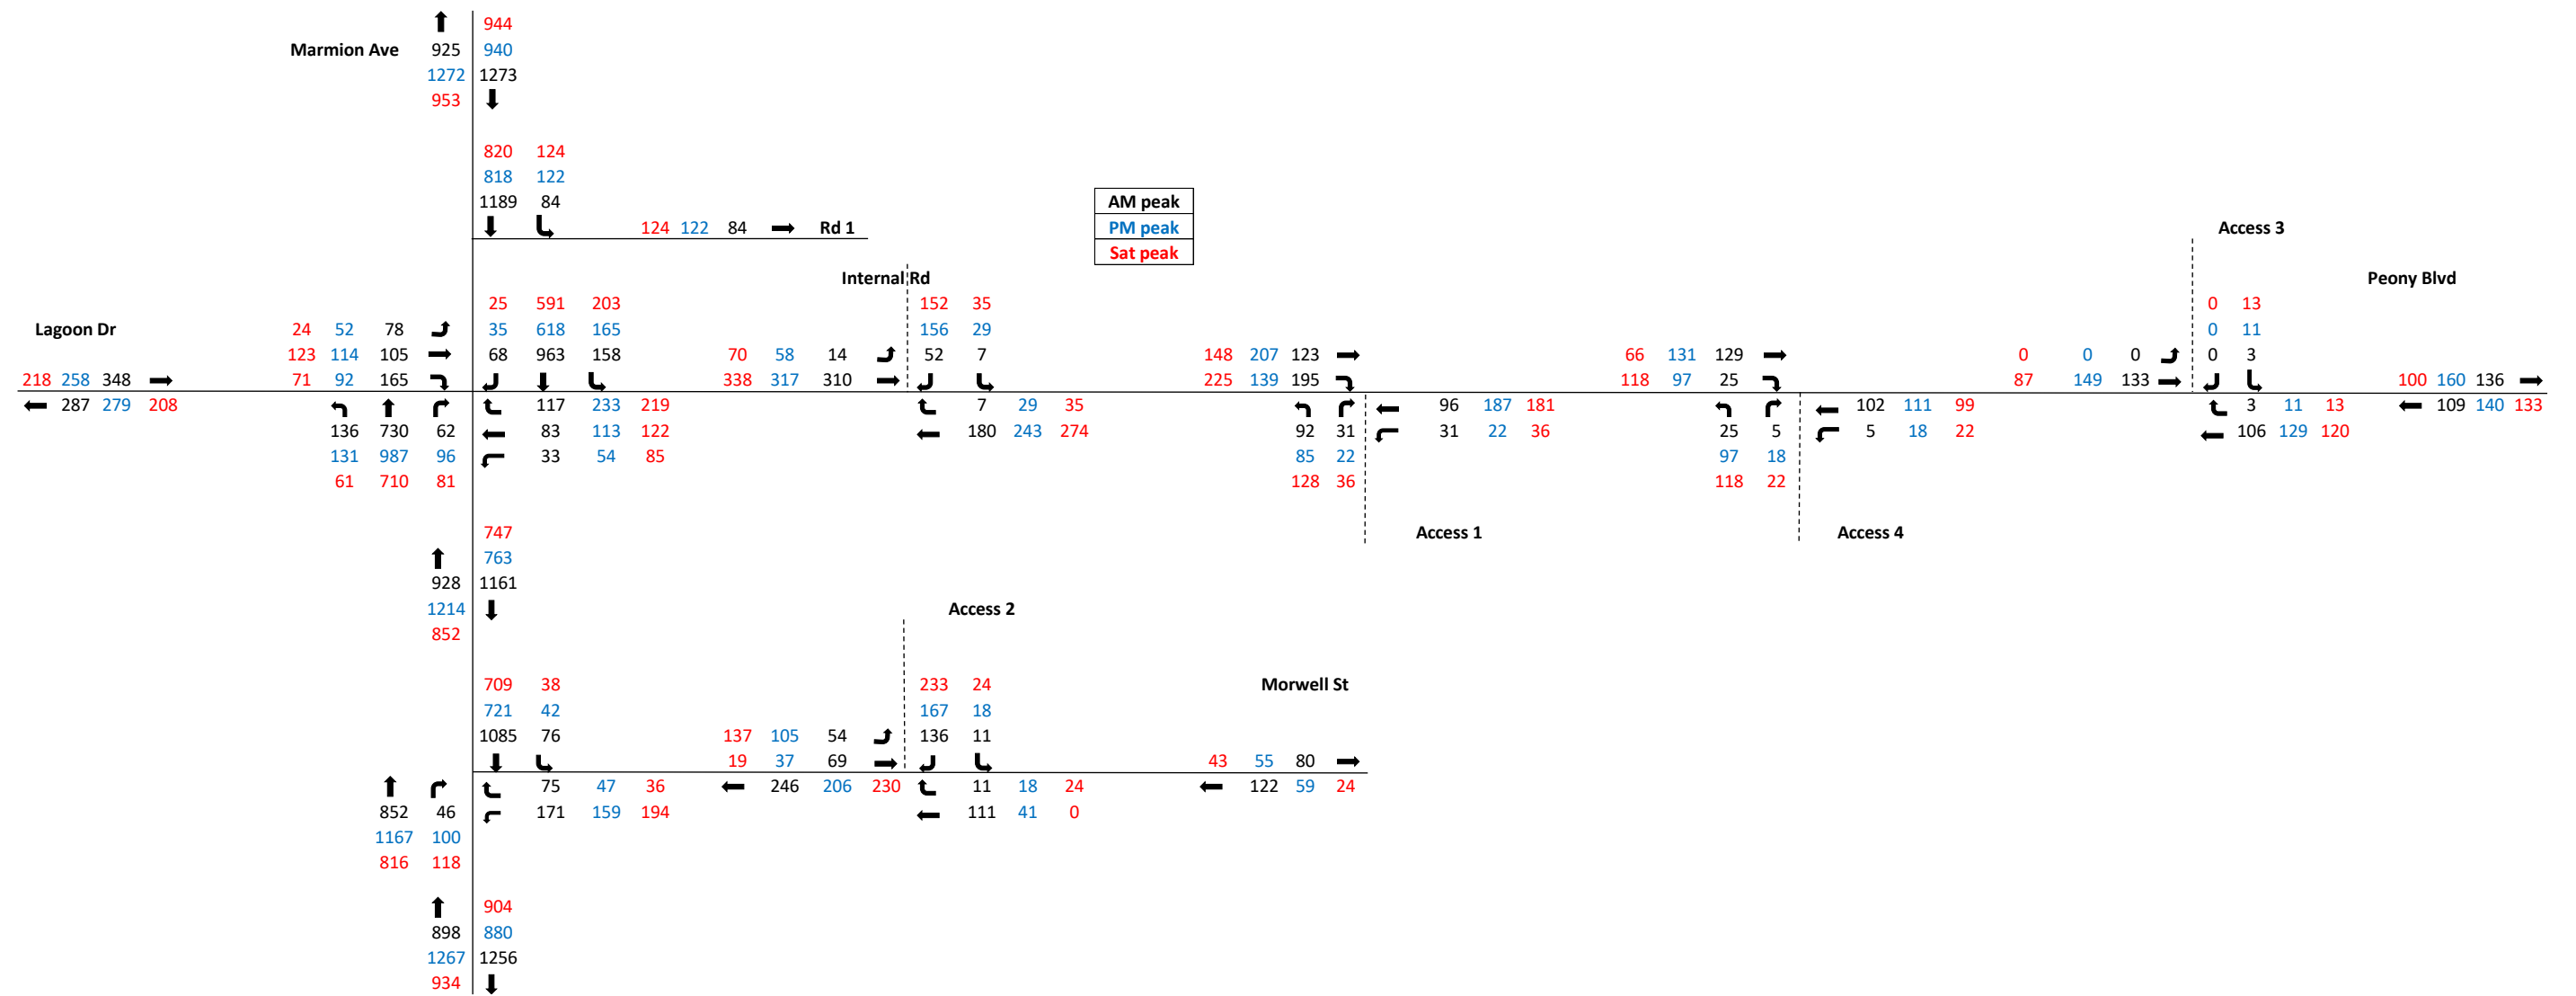 944
Marmion Ave 925 940
1272 1273
953
820 124
818 122
1189 84
AM peak
124 122 84 Rd 1
PM peak
Access 3
Sat peak
Internal Rd
Peony Blvd
25 591 203
152 35
0 13
Lagoon Dr
24 52 78
35 618 165
156 29
0 11
123 114 105
68 963 158
70 58 14
52 7
148 207 123
66 131 129
0 0 0
0 3
218 258 348
71 92 165
338 317 310
225 139 195
118 97 25
87 149 133
100 160 136
287 279 208
117 233 219
7 29 35
96 187 181
102 111 99
3 11 13
109 140 133
136 730 62
83 113 122
180 243 274
92 31
31 22 36
25 5
5 18 22
106 129 120
131 987 96
33 54 85
85 22
97 18
61 710 81
128 36
118 22
747
Access 1
Access 4
763
928 1161
1214
Access 2
852
709 38
233 24
Morwell St
721 42
167 18
1085 76
137 105 54
136 11
19 37 69
43 55 80
75 47 36
246 206 230
11 18 24
122 59 24
852 46
171 159 194
111 41 0
1167 100
816 118
904
898 880
1267 1256
934